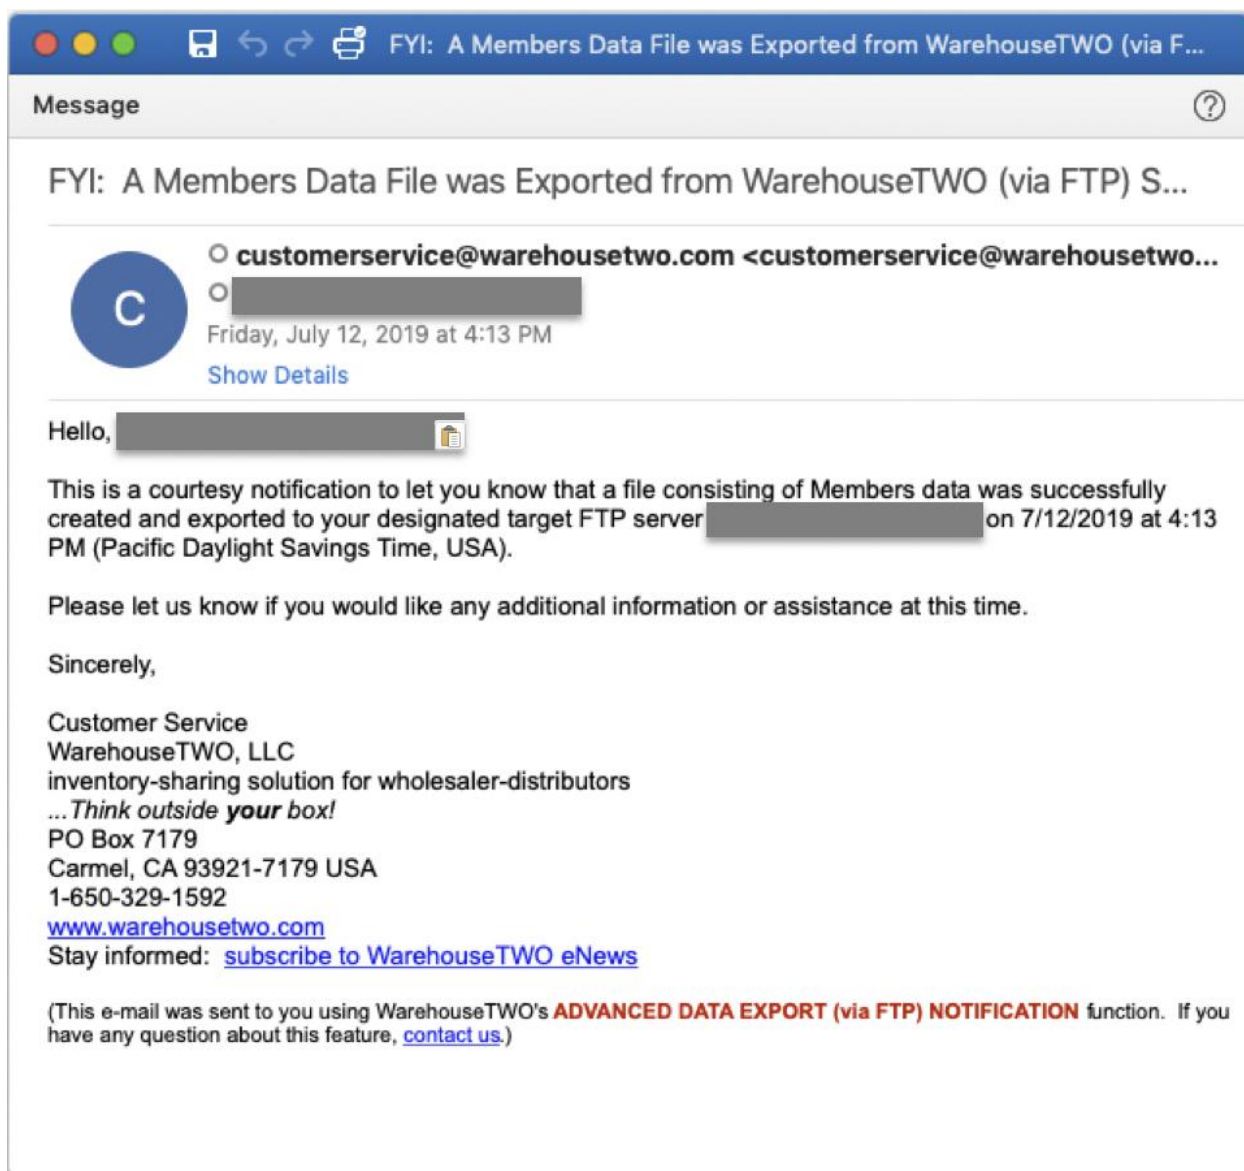 FYI:  A Members Data File was Exported from WarehouseTWO (via F...
Message
FYI:  A Members Data File was Exported from WarehouseTWO (via FTP) S...
customerservice@warehousetwo.com <customerservice@warehousetwo...
C
Friday, July 12, 2019 at 4:13 PM
Show Details
Hello,
This is a courtesy notification to let you know that a file consisting of Members data was successfully
created and exported to your designated target FTP server on 7/12/2019 at 4:13
PM (Pacific Daylight Savings Time, USA).
Please let us know if you would like any additional information or assistance at this time.
Sincerely,
Customer Service
WarehouseTWO, LLC
inventory-sharing solution for wholesaler-distributors
...Think outside your box!
PO Box 7179
Carmel, CA 93921-7179 USA
1-650-329-1592
www.warehousetwo.com
Stay informed:  subscribe to WarehouseTWO eNews
(This e-mail was sent to you using WarehouseTWO's ADVANCED DATA EXPORT (via FTP) NOTIFICATION function.  If you
have any question about this feature, contact us.)